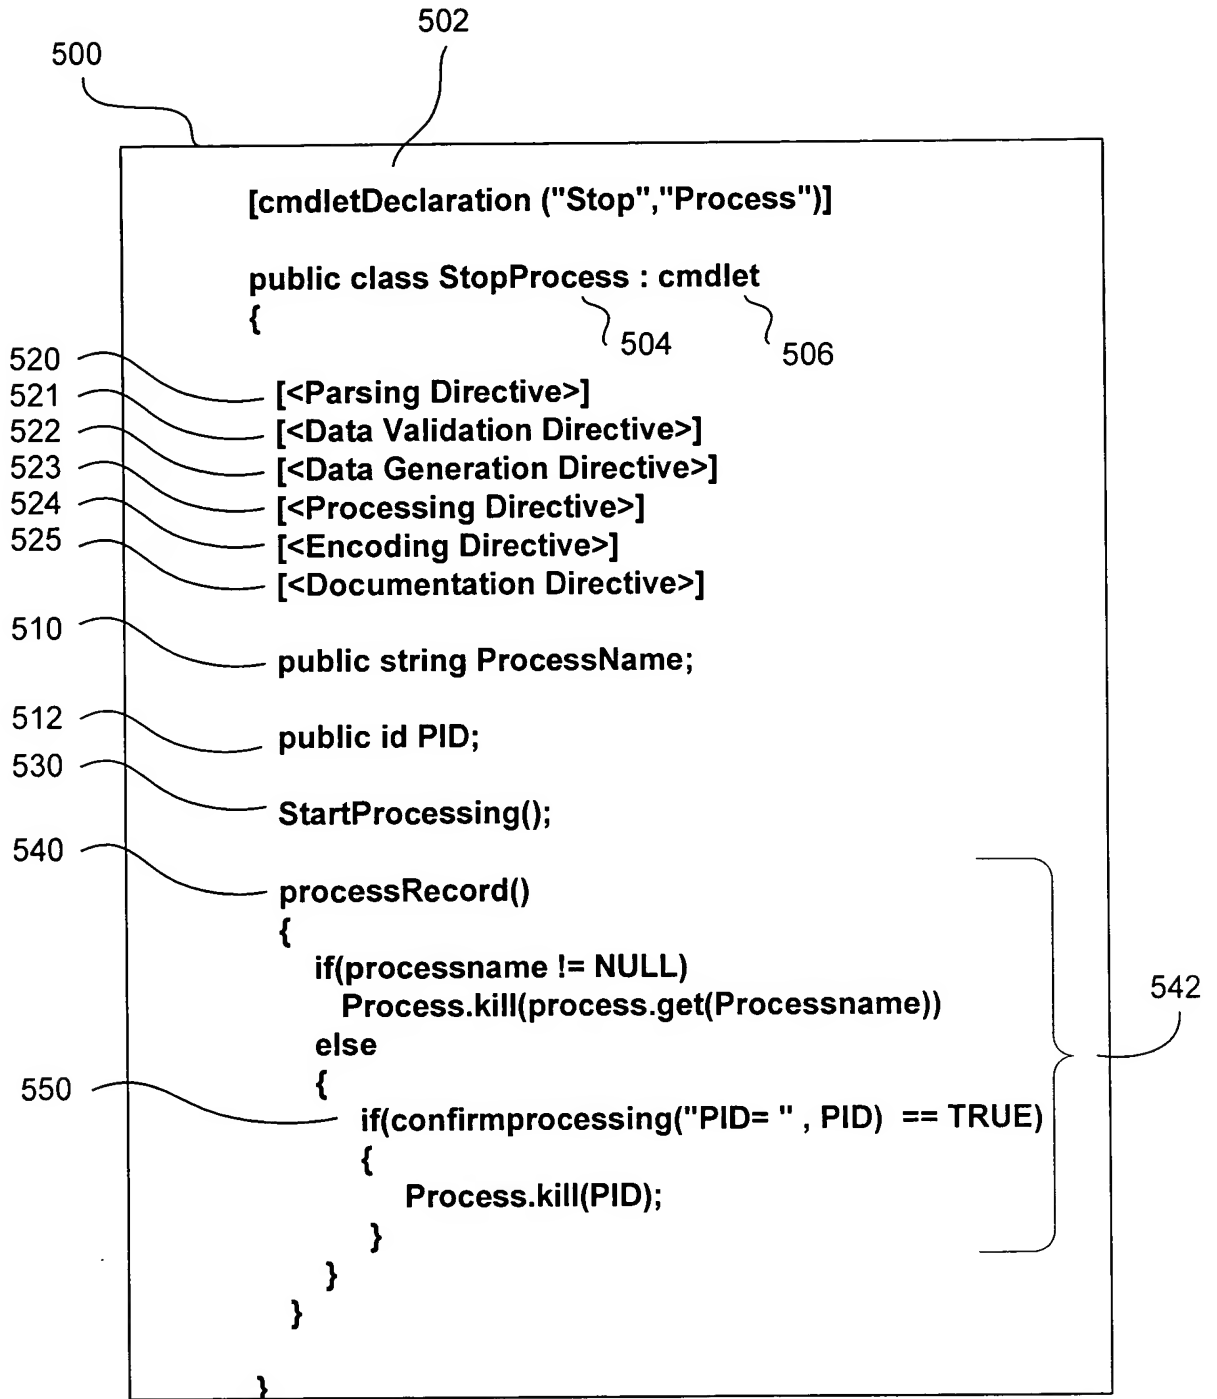 502
500
[cmdletDeclaration ("Stop","Process")]
public class StopProcess : cmdlet
{
504
506
520
[<Parsing Directive>]
521
[<Data Validation Directive>]
522
[<Data Generation Directive>]
523
[<Processing Directive>]
524
[<Encoding Directive>]
525
[<Documentation Directive>]
510
public string ProcessName;
512
public id PID;
530
StartProcessing();
540
processRecord()
{
if(processname != NULL)
Process.kill(process.get(Processname))
542
else
{
550
if(confirmprocessing("PID= " , PID) == TRUE)
{
Process.kill(PID);
}
}
}
}